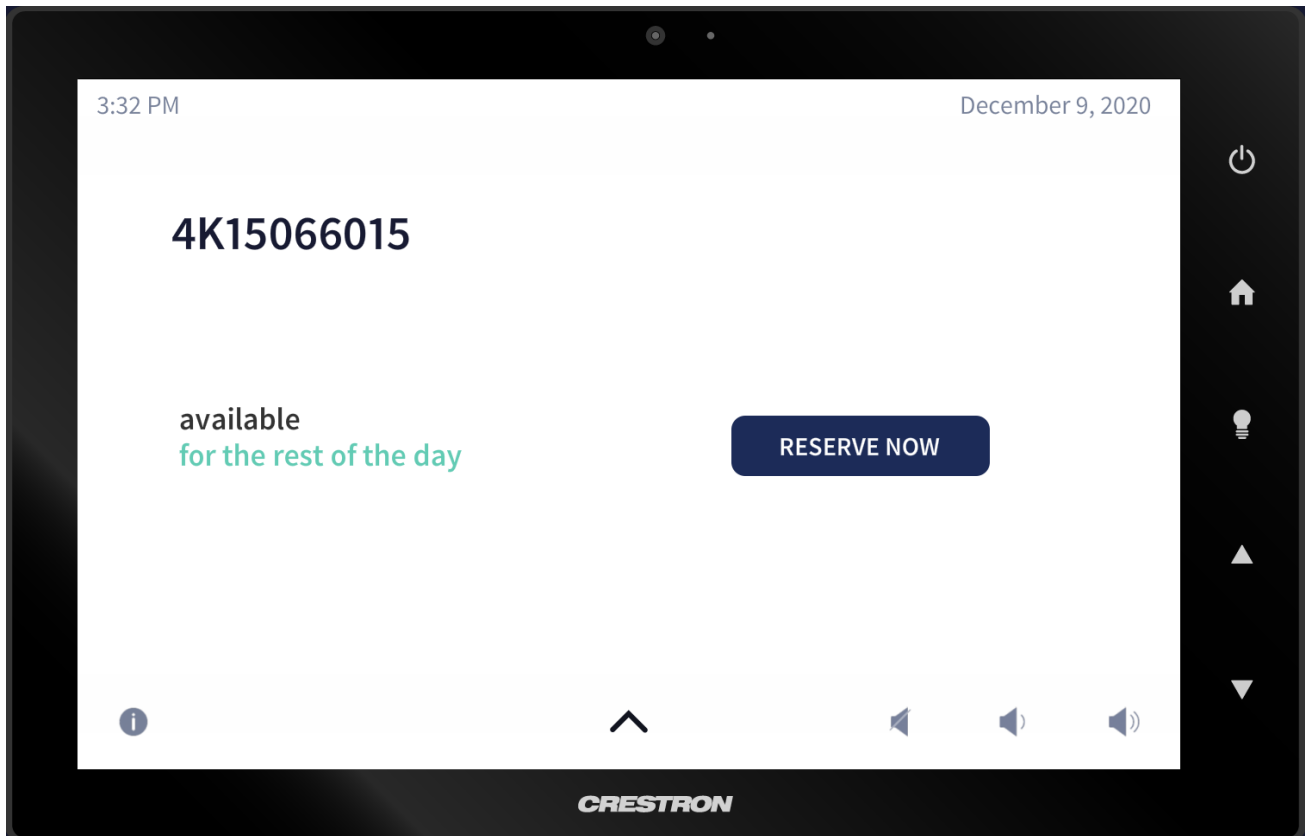 3:32 PM
December 9, 2020
4K15066015
available
for the rest of the day
RESERVE NOW
CRESTRON